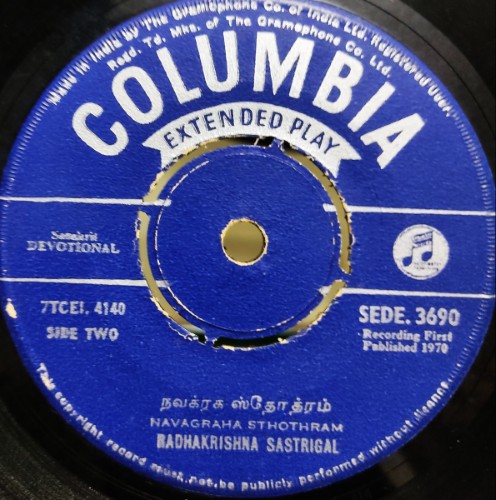 Made in India by The Gramophone Co. of India Ltd. Registered User.
Regd. Td. Mks. of The Gramophone Co. Ltd.
COLUMBIA
EXTENDED PLAY
Sanskrit
DEVOTIONAL
7TCEI. 4140
SIDE TWO
SEDE. 3690
Recording First
Published 1970
நவக்ரக ஸ்தோத்ரம்
NAVAGRAHA STHOTHRAM
RADHAKRISHNA SASTRIGAL
This copyright record must not be publicly performed without licence